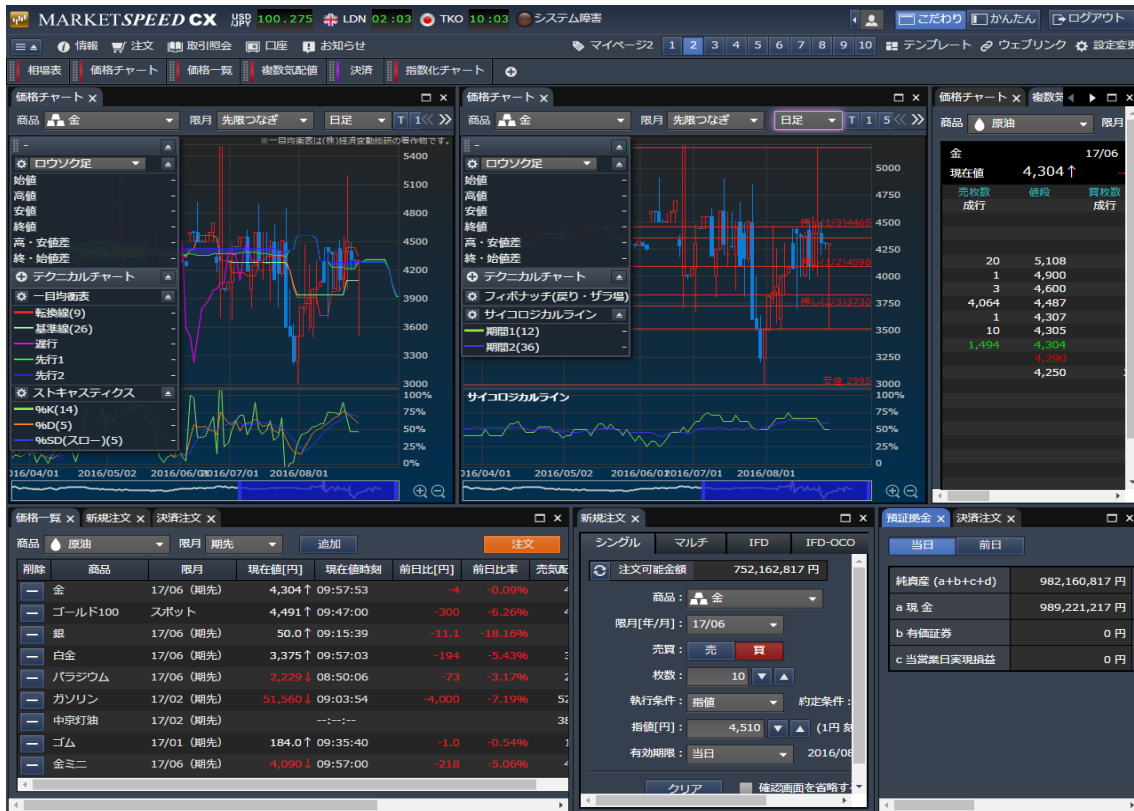 MARKETSPEED CX USD /JPY 100.275 LDN 02:03 TKO 10:03 システム障害 こだわり かんたん ログアウト
情報 注文 取引照会 口座 お知らせ マイページ2 1 2 3 4 5 6 7 8 9 10 テンプレート ウェブリンク 設定変更
相場表 価格チャート 価格一覧 複数気配値 決済 指数化チャート
価格チャート x
商品 金 限月 先限つなぎ 日足 T 1
※一目均衡表は(株)経済変動総研の著作物です。
-
ロウソク足
始値 -
高値 -
安値 -
終値 -
高・安値差 -
終・始値差 -
テクニカルチャート
一目均衡表
転換線(9) -
基準線(26) -
遅行 -
先行1 -
先行2 -
ストキャスティクス
%K(14) -
%D(5) -
%SD(スロー)(5) -
5400
5100
4800
4500
4200
3900
3600
3300
3000
100%
75%
50%
25%
0%
2016/05/02 2016/07/01 2016/08/01
価格チャート x
商品 金 限月 先限つなぎ 日足 T 1 5
-
ロウソク足
始値 -
高値 -
安値 -
終値 -
高・安値差 -
終・始値差 -
テクニカルチャート
フィボナッチ(戻り・ザラ場)
サイコロジカルライン
期間1(12) -
期間2(36) -
5000
4750
4500
4250
4000
3750
3500
3250
3000
押し(1/3)4465
押し(1/2)4098
押し(2/3)3730
安値 2995
サイコロジカルライン
100%
75%
50%
25%
0
2016/05/02 2016/07/01 2016/08/01
価格チャート x 複数気
商品 原油 限月
金 17/06
現在値 4,304↑
売枚数 値段 買枚数
成行 成行
20 5,108
1 4,900
3 4,600
4,064 4,487
1 4,307
10 4,305
1,494 4,304
4,290
4,250
価格一覧 x 新規注文 x 決済注文 x
商品 原油 限月 期先 追加 注文
削除 商品 限月 現在値[円] 現在値時刻 前日比[円] 前日比率 売気配
金 17/06 (期先) 4,304↑ 09:57:53 -4 -0.09%
ゴールド100 スポット 4,491↑ 09:47:00 -300 -6.26%
銀 17/06 (期先) 50.0↑ 09:15:39 -11.1 -18.16%
白金 17/06 (期先) 3,375↑ 09:57:03 -194 -5.43%
パラジウム 17/06 (期先) 2,229↓ 08:50:06 -73 -3.17%
ガソリン 17/02 (期先) 51,560↓ 09:03:54 -4,000 -7.19%
中京灯油 17/02 (期先) --:--:--
ゴム 17/01 (期先) 184.0↑ 09:35:40 -1.0 -0.54%
金ミニ 17/06 (期先) 4,090↓ 09:57:00 -218 -5.06%
新規注文 x
シングル マルチ IFD IFD-OCO
注文可能金額 752,162,817 円
商品: 金
限月[年/月]: 17/06
売買: 売 買
枚数: 10
執行条件: 指値 約定条件:
指値[円]: 4,510 (1円 刻
有効期限: 当日 2016/08
クリア 確認画面を省略す
預証拠金 x 決済注文 x
当日 前日
純資産 (a+b+c+d) 982,160,817 円
a 現 金 989,221,217 円
b 有価証券 0 円
c 当営業日実現損益 0 円